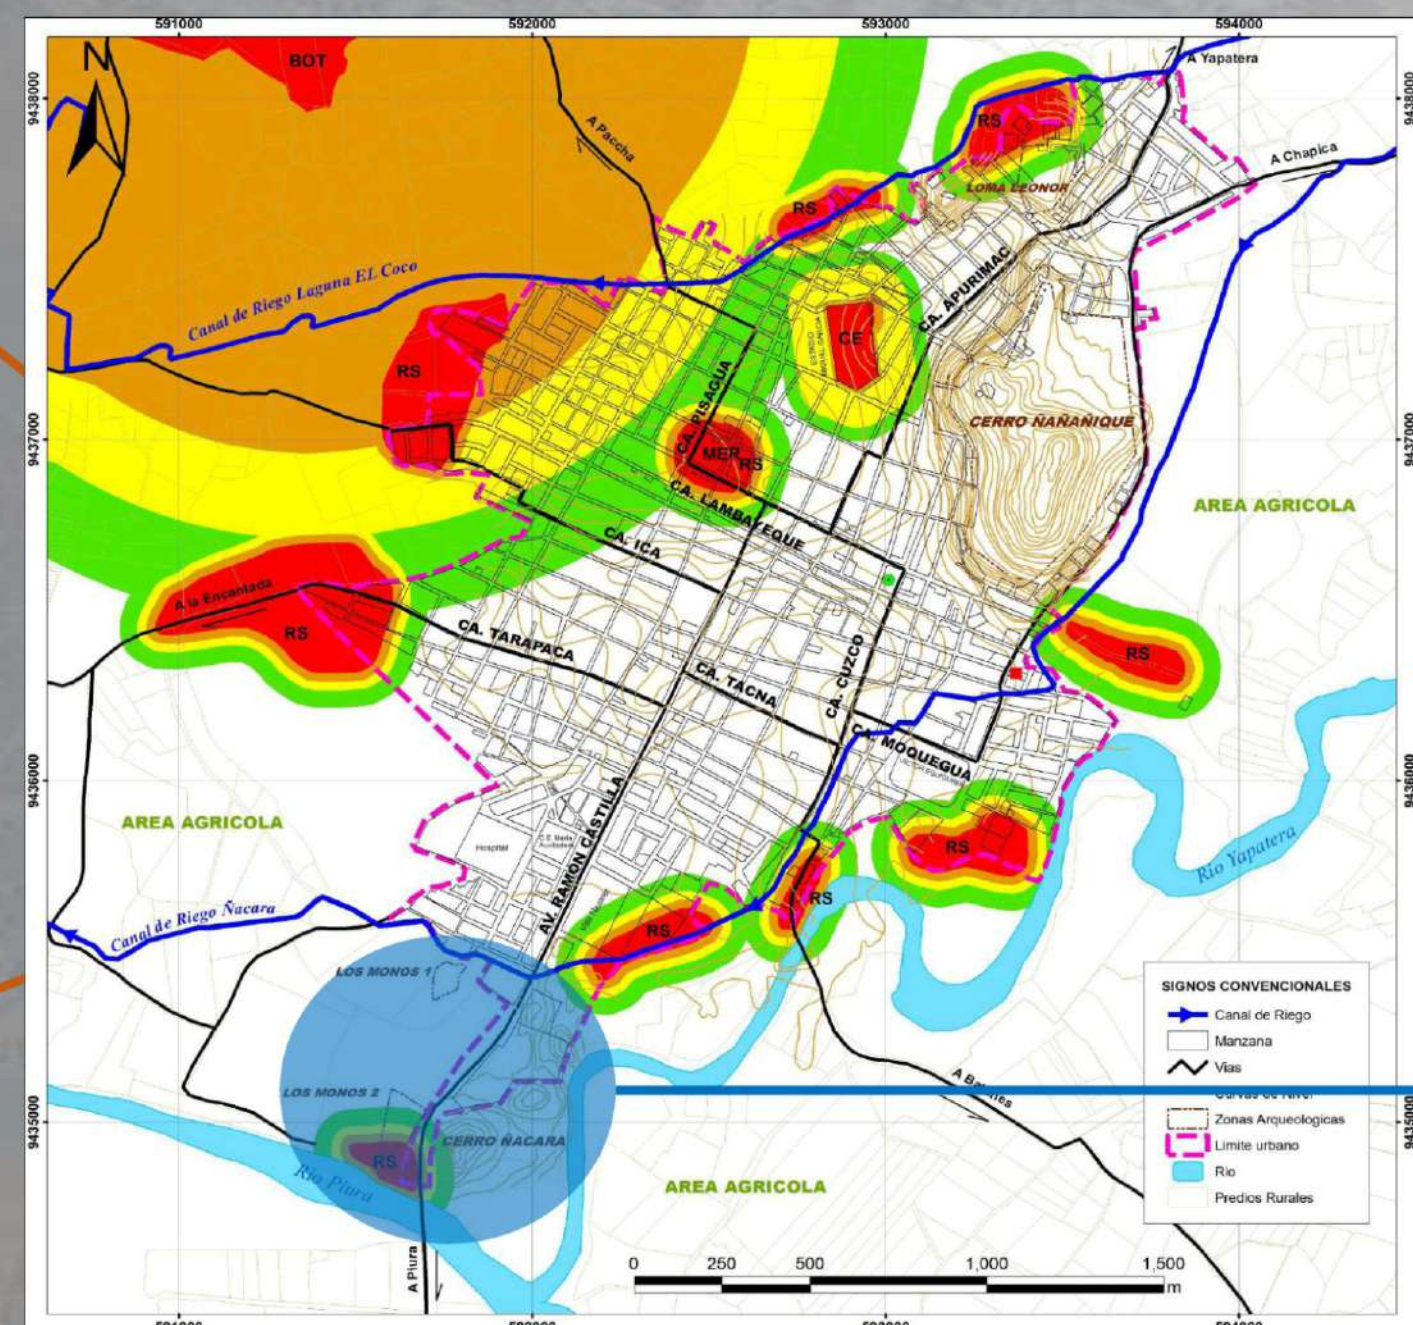 591000
592000
593000
594000
N
BOT
A Yapatera
9438000
9438000
A Paccha
RS
A Chapica
LOMA LEONOR
RS
Canal de Riego Laguna EL Coco
CA. APURIMAC
CE
RS
CA. PISAGUA
CERRO ÑAÑAÑIQUE
9437000
9437000
MER
RS
CA. LAMBAYEQUE
AREA AGRICOLA
CA. ICA
A la Encantada
RS
CA. TARAPACA
RS
CA. TACNA
CA. CUZCO
CA. MOQUEGUA
9436000
9436000
AREA AGRICOLA
Hospital
AV. RAMON CASTILLA
RS
Rio Yapatera
RS
Canal de Riego Ñacara
RS
LOS MONOS 1
SIGNOS CONVENCIONALES
Canal de Riego
Manzana
Vias
LOS MONOS 2
Zonas Arqueologicas
9435000
9435000
CERRO ÑACARA
Limite urbano
RS
Rio
Rio Piura
AREA AGRICOLA
Predios Rurales
A Piura
0 250 500 1,000 1,500
m